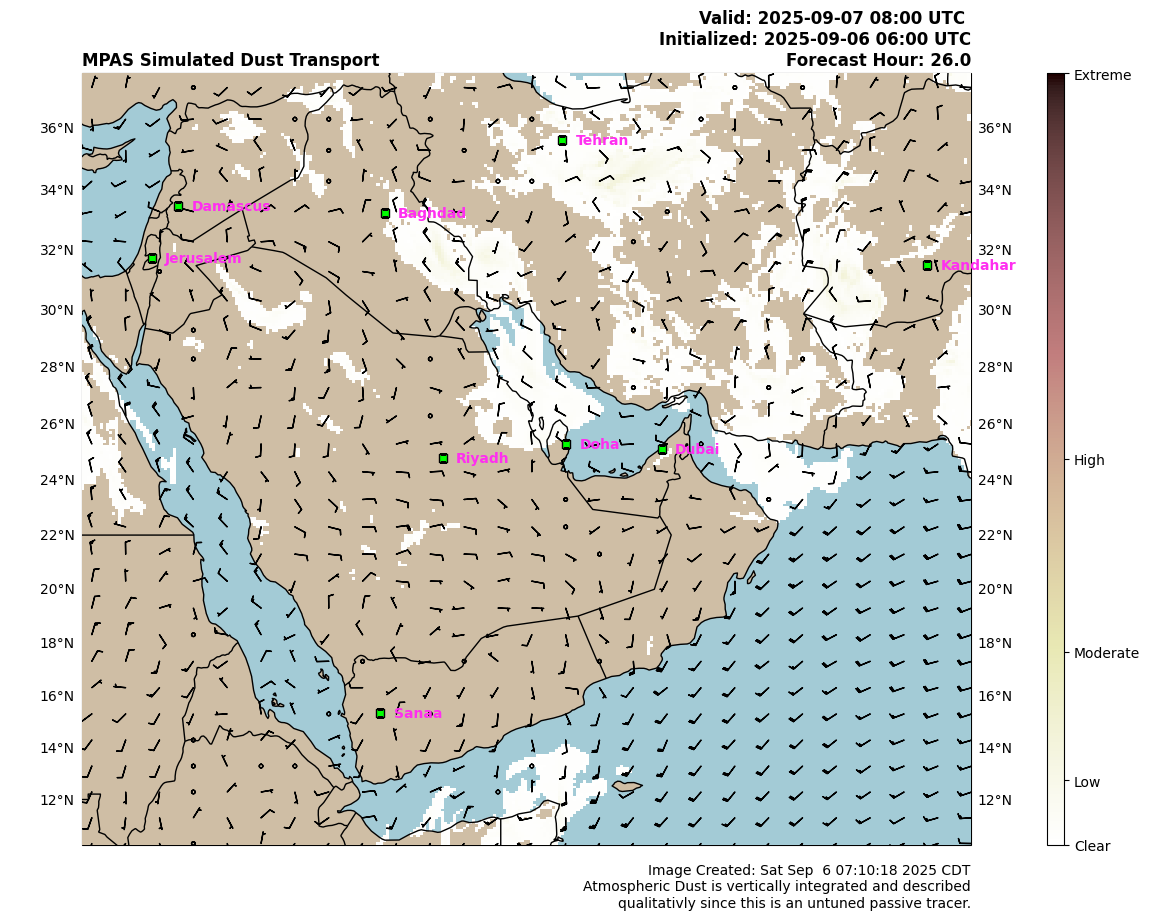 Valid: 2025-09-07 08:00 UTC
Initialized: 2025-09-06 06:00 UTC
MPAS Simulated Dust Transport Forecast Hour: 26.0
Extreme
36°N 36°N
Tehran
34°N 34°N
Damascus
Baghdad
32°N 32°N
Jerusalem
Kandahar
30°N 30°N
28°N 28°N
26°N 26°N
Doha
Dubai
Riyadh
High
24°N 24°N
22°N 22°N
20°N 20°N
18°N 18°N
Moderate
16°N 16°N
Sanaa
14°N 14°N
Low
12°N 12°N
Clear
Image Created: Sat Sep  6 07:10:18 2025 CDT
Atmospheric Dust is vertically integrated and described
qualitativly since this is an untuned passive tracer.